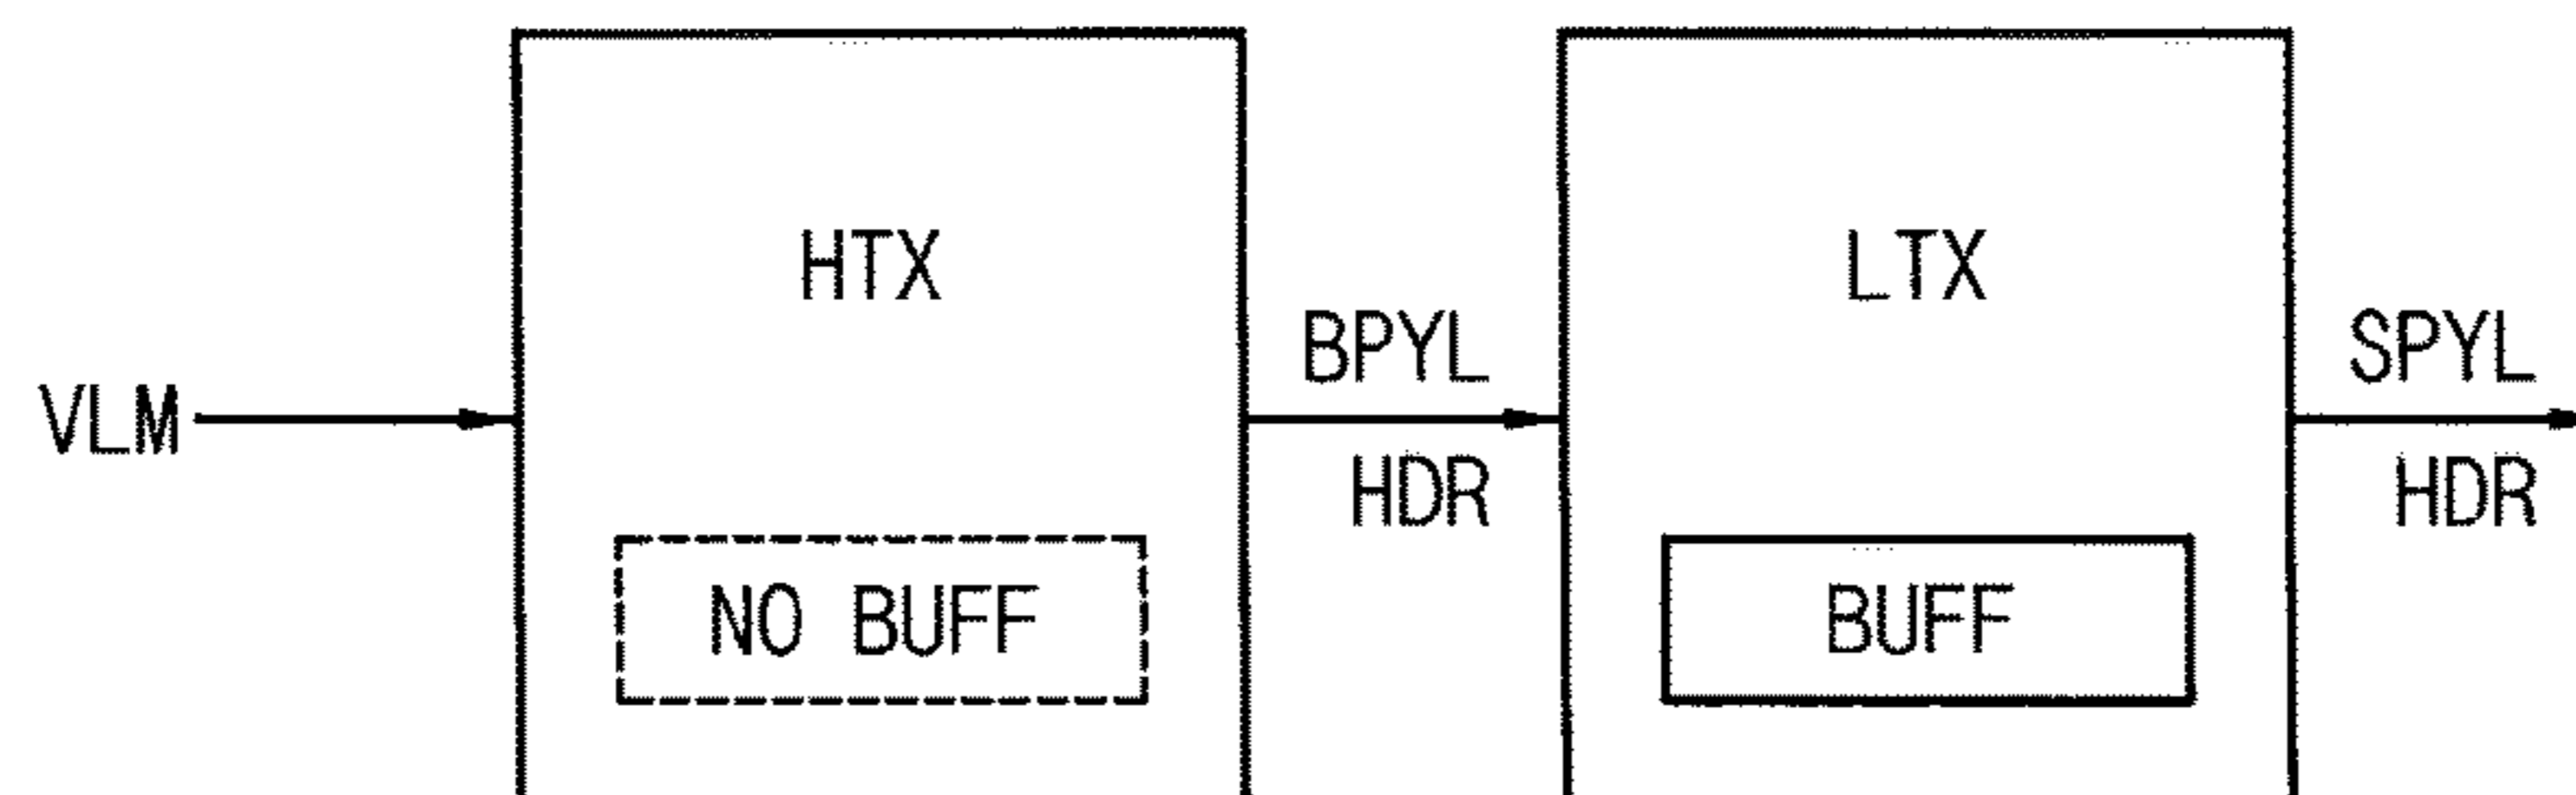 HTX
LTX
BPYL
SPYL
VLM
HDR
HDR
NO BUFF
BUFF